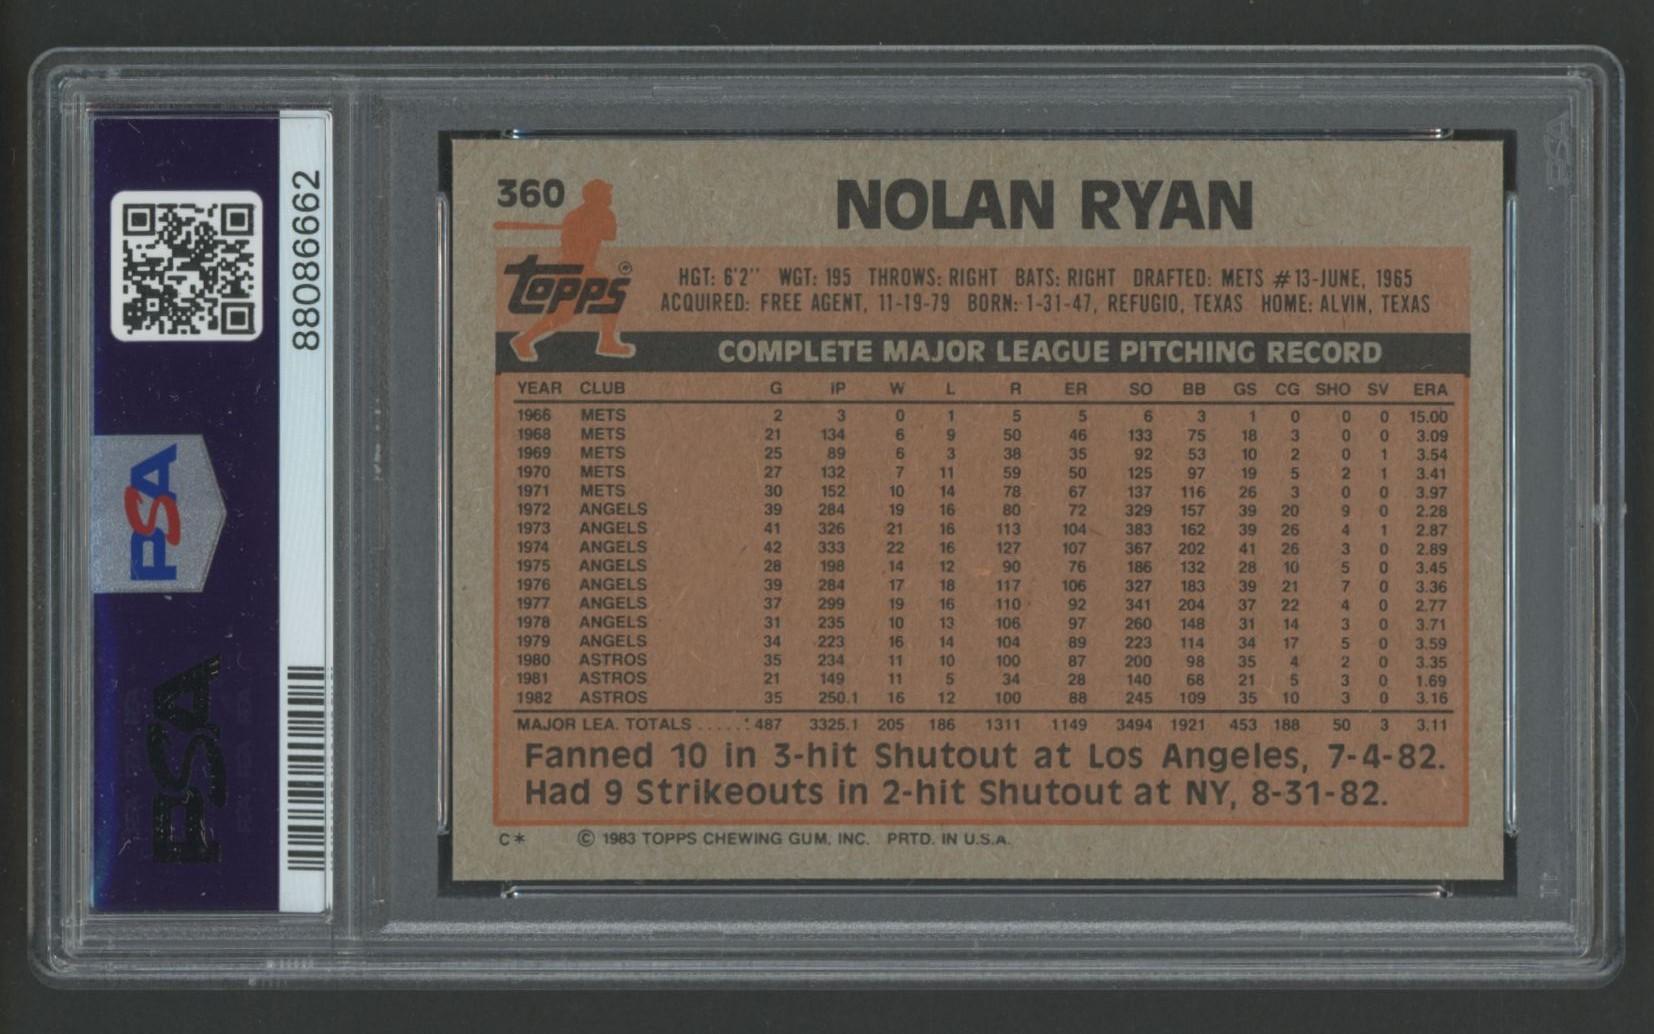 PSA
88086662
PSA
360
NOLAN RYAN
topps®
HGT: 6'2" WGT: 195 THROWS: RIGHT BATS: RIGHT DRAFTED: METS #13-JUNE, 1965
ACQUIRED: FREE AGENT, 11-19-79 BORN: 1-31-47, REFUGIO, TEXAS HOME: ALVIN, TEXAS
COMPLETE MAJOR LEAGUE PITCHING RECORD
YEAR CLUB G IP W L R ER SO BB GS CG SHO SV ERA
1966 METS 2 3 0 1 5 5 6 3 1 0 0 0 15.00
1968 METS 21 134 6 9 50 46 133 75 18 3 0 0 3.09
1969 METS 25 89 6 3 38 35 92 53 10 2 0 1 3.54
1970 METS 27 132 7 11 59 50 125 97 19 5 2 1 3.41
1971 METS 30 152 10 14 78 67 137 116 26 3 0 0 3.97
1972 ANGELS 39 284 19 16 80 72 329 157 39 20 9 0 2.28
1973 ANGELS 41 326 21 16 113 104 383 162 39 26 4 1 2.87
1974 ANGELS 42 333 22 16 127 107 367 202 41 26 3 0 2.89
1975 ANGELS 28 198 14 12 90 76 186 132 28 10 5 0 3.45
1976 ANGELS 39 284 17 18 117 106 327 183 39 21 7 0 3.36
1977 ANGELS 37 299 19 16 110 92 341 204 37 22 4 0 2.77
1978 ANGELS 31 235 10 13 106 97 260 148 31 14 3 0 3.71
1979 ANGELS 34 223 16 14 104 89 223 114 34 17 5 0 3.59
1980 ASTROS 35 234 11 10 100 87 200 98 35 4 2 0 3.35
1981 ASTROS 21 149 11 5 34 28 140 68 21 5 3 0 1.69
1982 ASTROS 35 250.1 16 12 100 88 245 109 35 10 3 0 3.16
MAJOR LEA. TOTALS ...... 487 3325.1 205 186 1311 1149 3494 1921 453 188 50 3 3.11
Fanned 10 in 3-hit Shutout at Los Angeles, 7-4-82.
Had 9 Strikeouts in 2-hit Shutout at NY, 8-31-82.
C* © 1983 TOPPS CHEWING GUM, INC. PRTD. IN U.S.A.
PSA